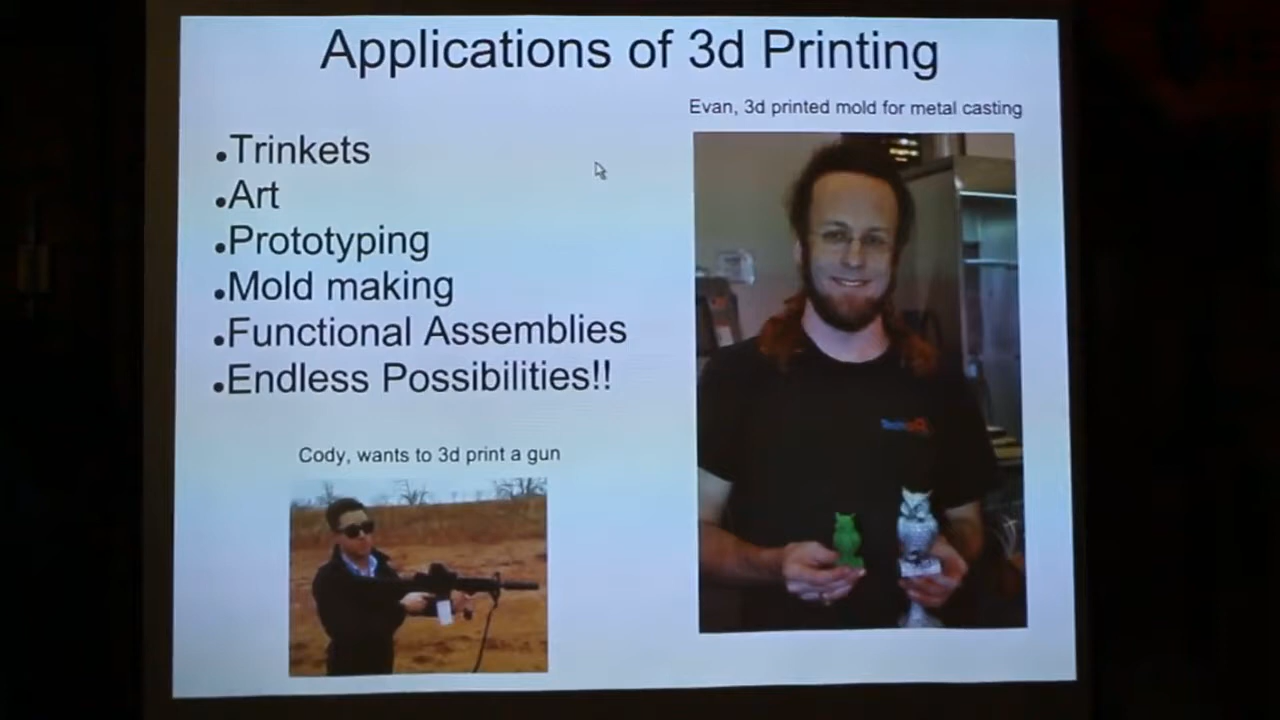 Applications of 3d Printing
Evan, 3d printed mold for metal casting
•Trinkets
•Art
•Prototyping
•Mold making
•Functional Assemblies
•Endless Possibilities!!
Cody, wants to 3d print a gun